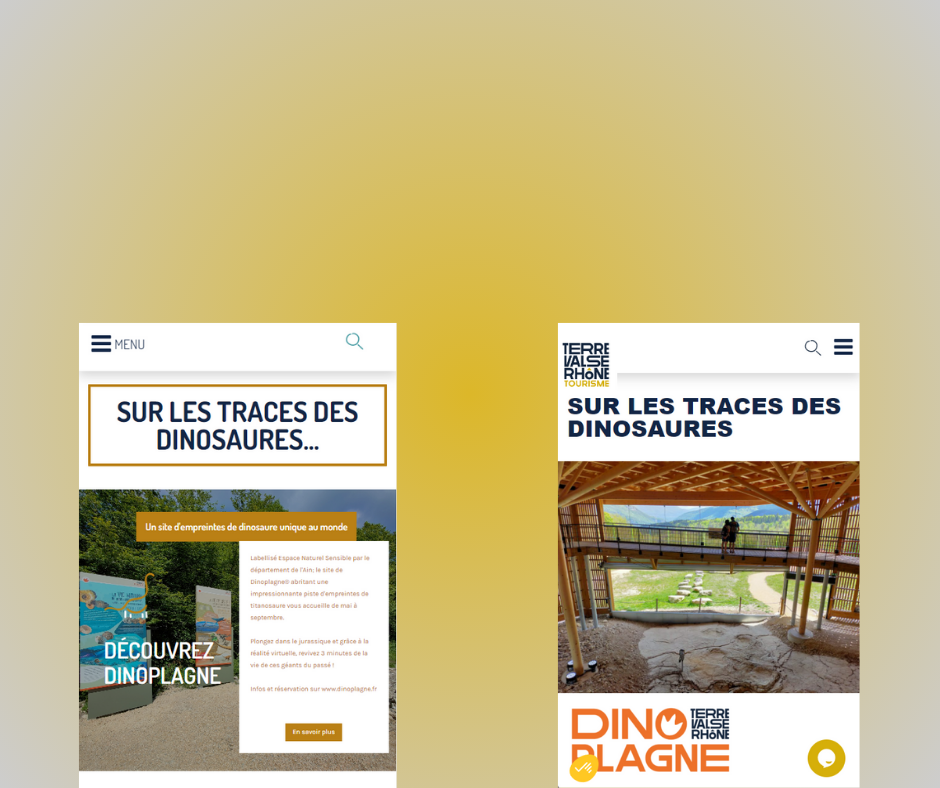 MENU
SUR LES TRACES DES
DINOSAURES...
Un site d'empreintes de dinosaure unique au monde
Labellisé Espace Naturel Sensible par le
département de l'Ain; le site de
Dinoplagne® abritant une
impressionnante piste d'empreintes de
titanosaure vous accueille de mai à
septembre.
Plongez dans le jurassique et grâce à la
réalité virtuelle, revivez 3 minutes de la
vie de ces géants du passé !
Infos et réservation sur www.dinoplagne.fr
DÉCOUVREZ
DINOPLAGNE
En savoir plus
TERRE
VALSE
RHÔNE
TOURISME
SUR LES TRACES DES
DINOSAURES
DINO
PLAGNE
TERRE
VALSE
RHÔNE